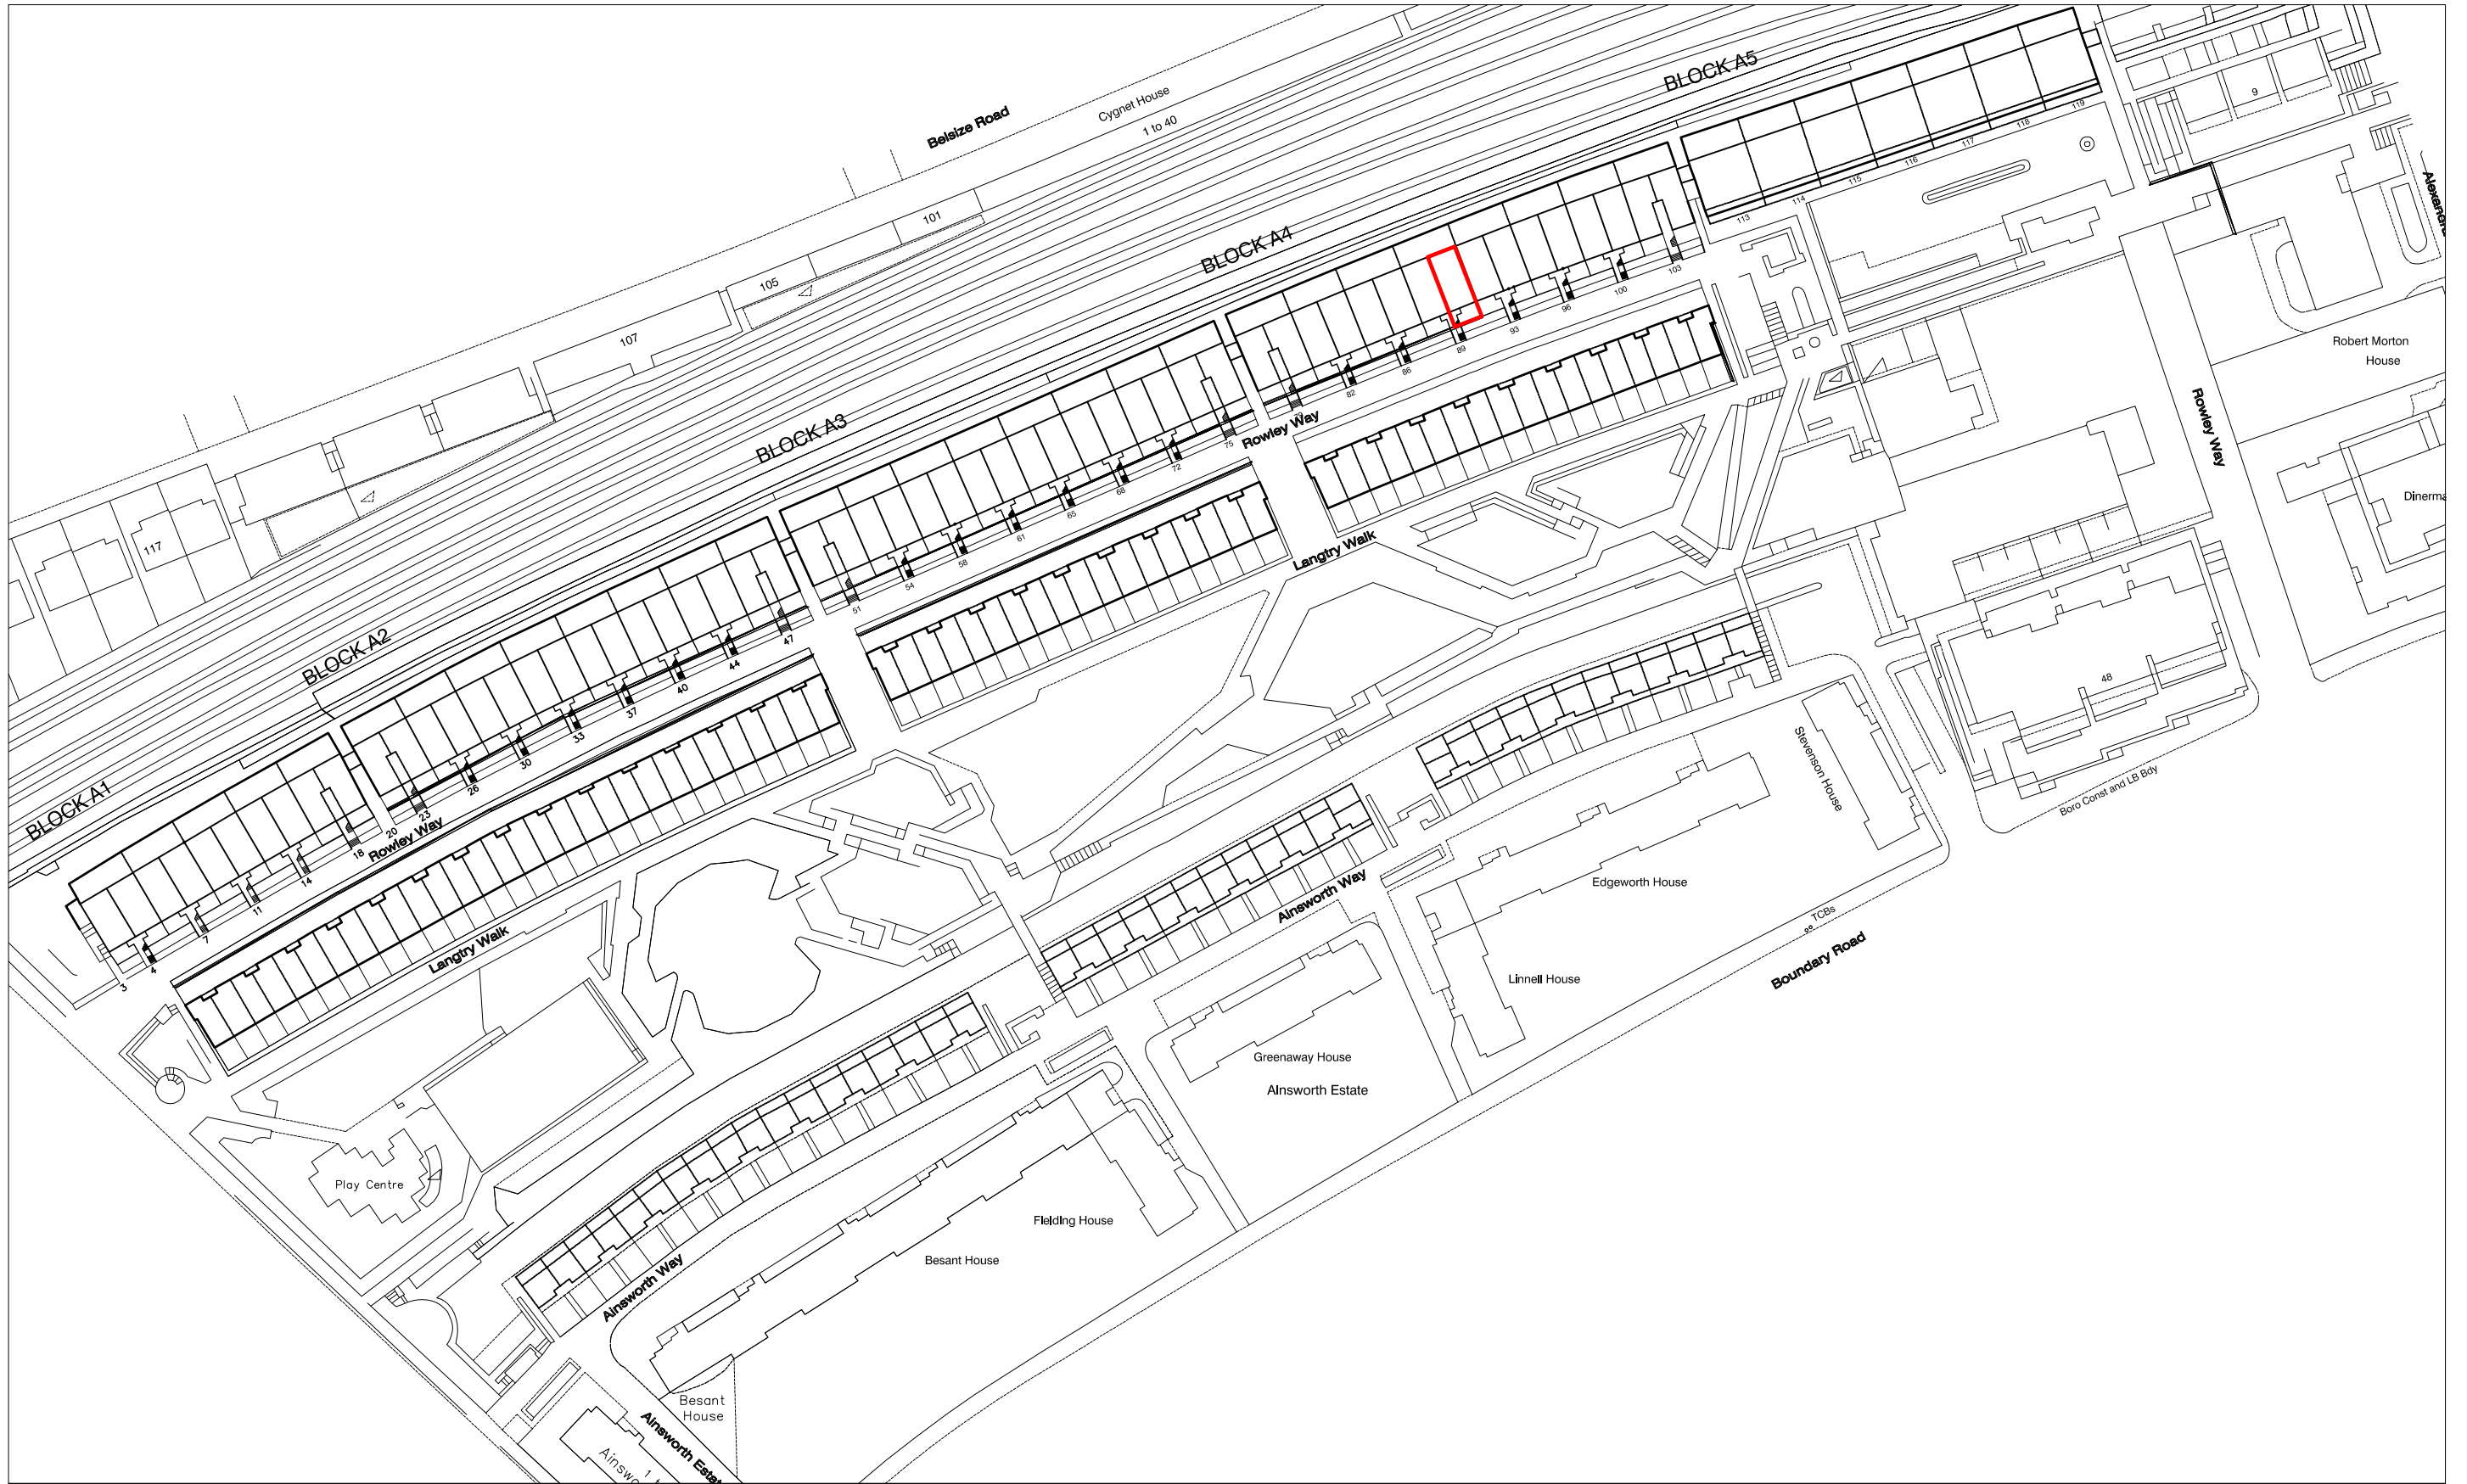 BLOCK A5
Cygnet House
Belsize Road
1 to 40
9
119
118
117
116
115
114
113
101
BLOCK A4
105
107
117
103
100
96
93
89
86
82
Rowley Way
Robert Morton
House
Rowley Way
Dinerma
BLOCK A3
75
72
68
65
61
58
54
51
Langtry Walk
BLOCK A2
47
44
40
37
33
30
26
23
20
18
14
11
7
4
3
Rowley Way
BLOCK A1
Langtry Walk
48
Stevenson House
Boro Const and LB Bdy
Edgeworth House
Ainsworth Way
TCBs
Boundary Road
Linnell House
Greenaway House
AInsworth Estate
Play Centre
Fielding House
Besant House
Ainsworth Way
Besant
House
Ainsworth Estat